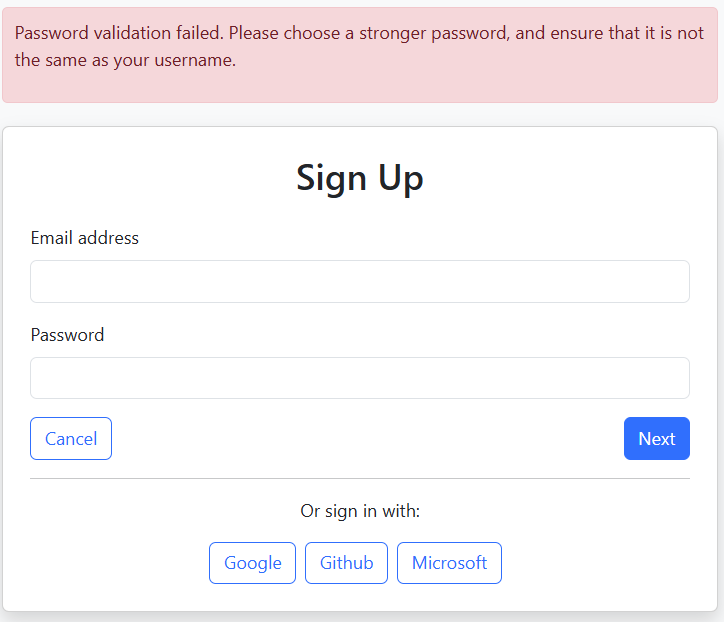 Password validation failed. Please choose a stronger password, and ensure that it is not
the same as your username.
Sign Up
Email address
Password
Cancel
Next
Or sign in with:
Google
Github
Microsoft